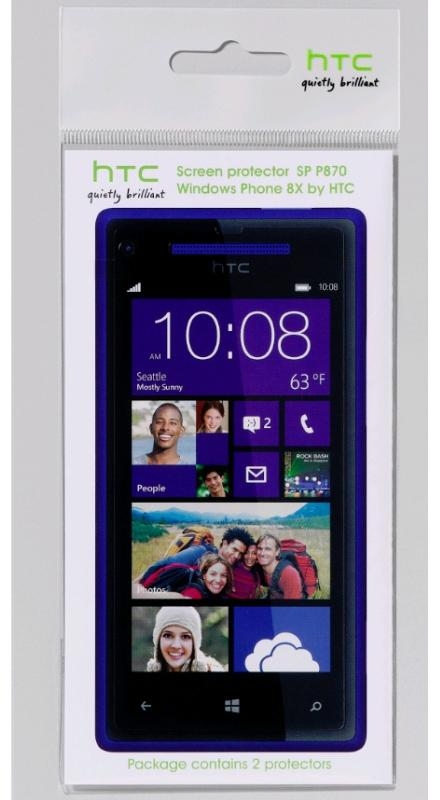 htc
quietly brilliant
htc
quietly brilliant
Screen protector SP P870
Windows Phone 8X by HTC
hTC
10:08
AM 10:08
Seattle
Mostly Sunny
63 °F
2
People
ROCK BASH
Photos
Package contains 2 protectors